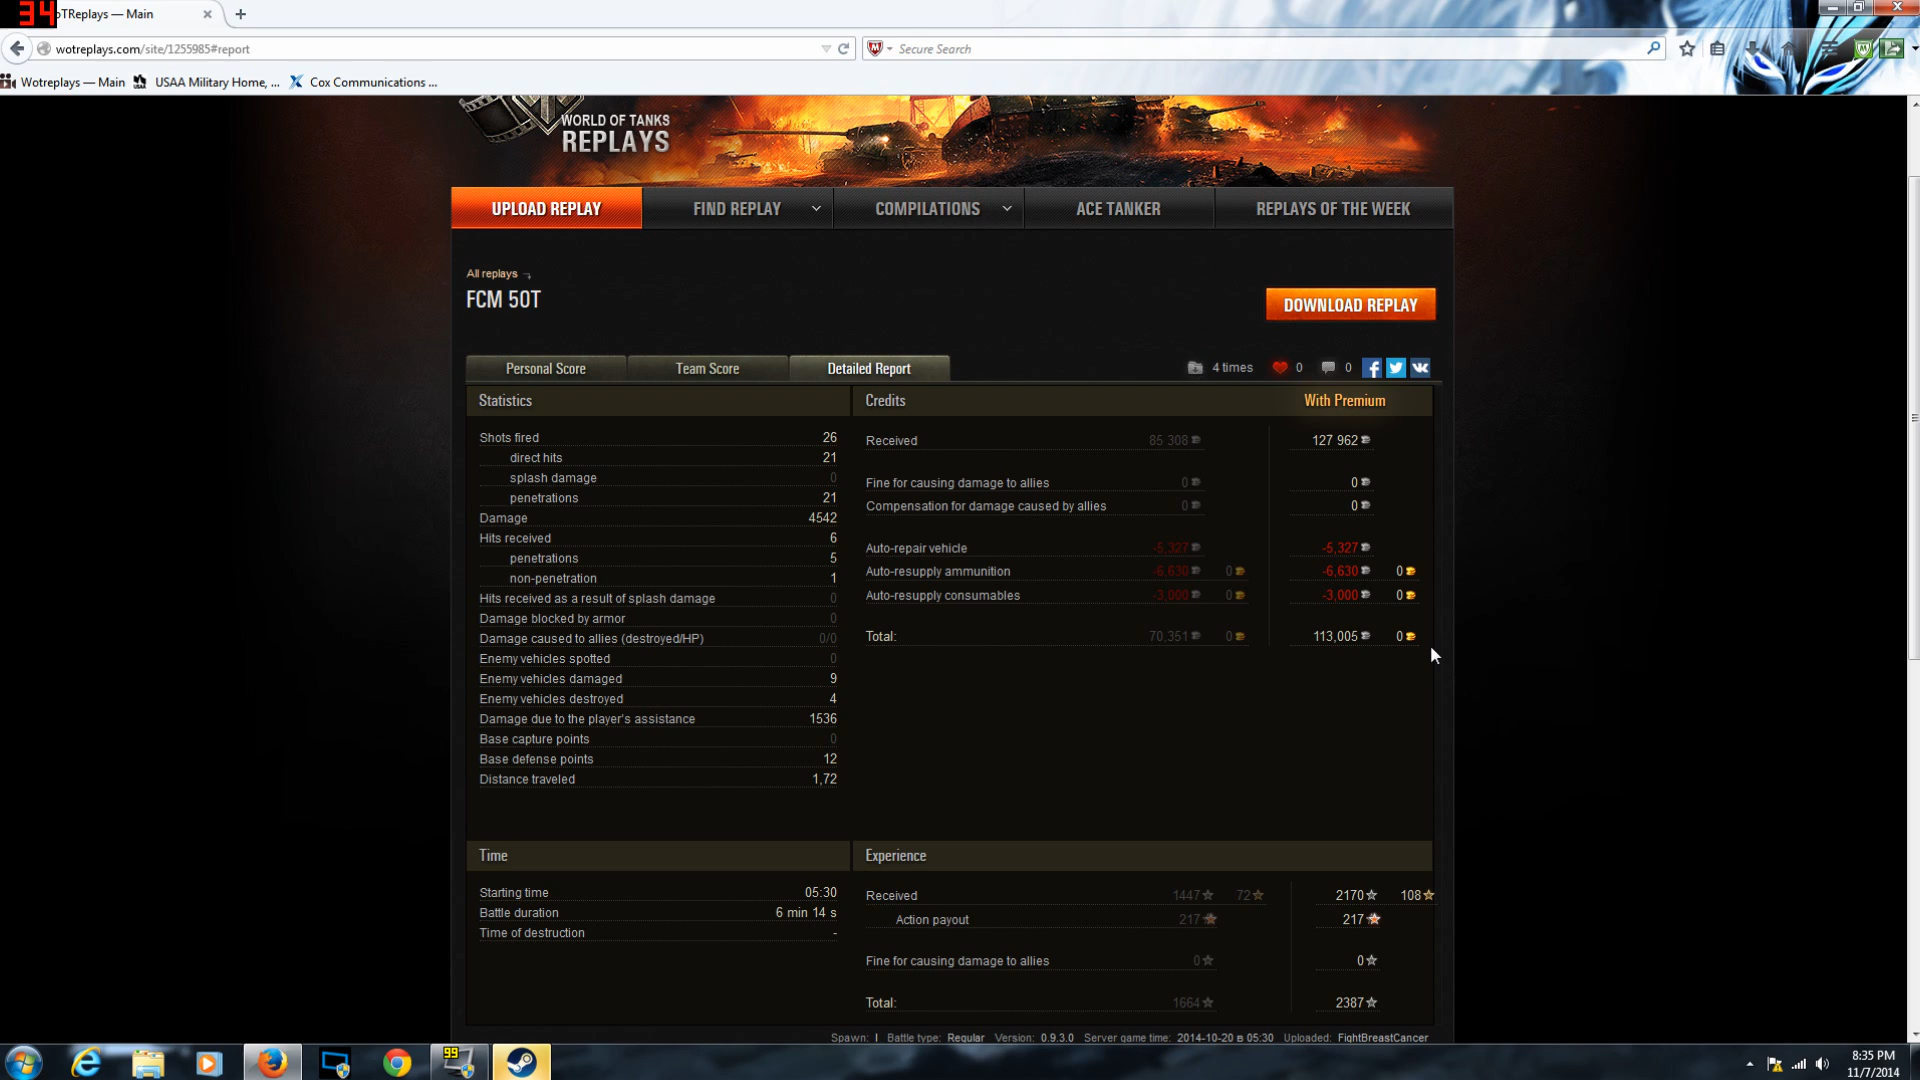 34
oTReplays — Main
wotreplays.com/site/1255985#report
Secure Search
Wotreplays — Main
USAA Military Home, ...
Cox Communications ...
WORLD OF TANKS
REPLAYS
UPLOAD REPLAY
FIND REPLAY
COMPILATIONS
ACE TANKER
REPLAYS OF THE WEEK
All replays
FCM 50T
DOWNLOAD REPLAY
Personal Score
Team Score
Detailed Report
4 times
0
0
Statistics
Shots fired 26
direct hits 21
splash damage 0
penetrations 21
Damage 4542
Hits received 6
penetrations 5
non-penetration 1
Hits received as a result of splash damage 0
Damage blocked by armor 0
Damage caused to allies (destroyed/HP) 0/0
Enemy vehicles spotted 0
Enemy vehicles damaged 9
Enemy vehicles destroyed 4
Damage due to the player's assistance 1536
Base capture points 0
Base defense points 12
Distance traveled 1,72
Credits With Premium
Received 85 308 127 962
Fine for causing damage to allies 0 0
Compensation for damage caused by allies 0 0
Auto-repair vehicle -5,327 -5,327
Auto-resupply ammunition -6,630 0 -6,630 0
Auto-resupply consumables -3,000 0 -3,000 0
Total: 70,351 0 113,005 0
Time
Starting time 05:30
Battle duration 6 min 14 s
Time of destruction -
Experience
Received 1447 72 2170 108
Action payout 217 217
Fine for causing damage to allies 0 0
Total: 1664 2387
Spawn: I Battle type: Regular Version: 0.9.3.0 Server game time: 2014-10-20 в 05:30 Uploaded: FightBreastCancer
99
8:35 PM
11/7/2014